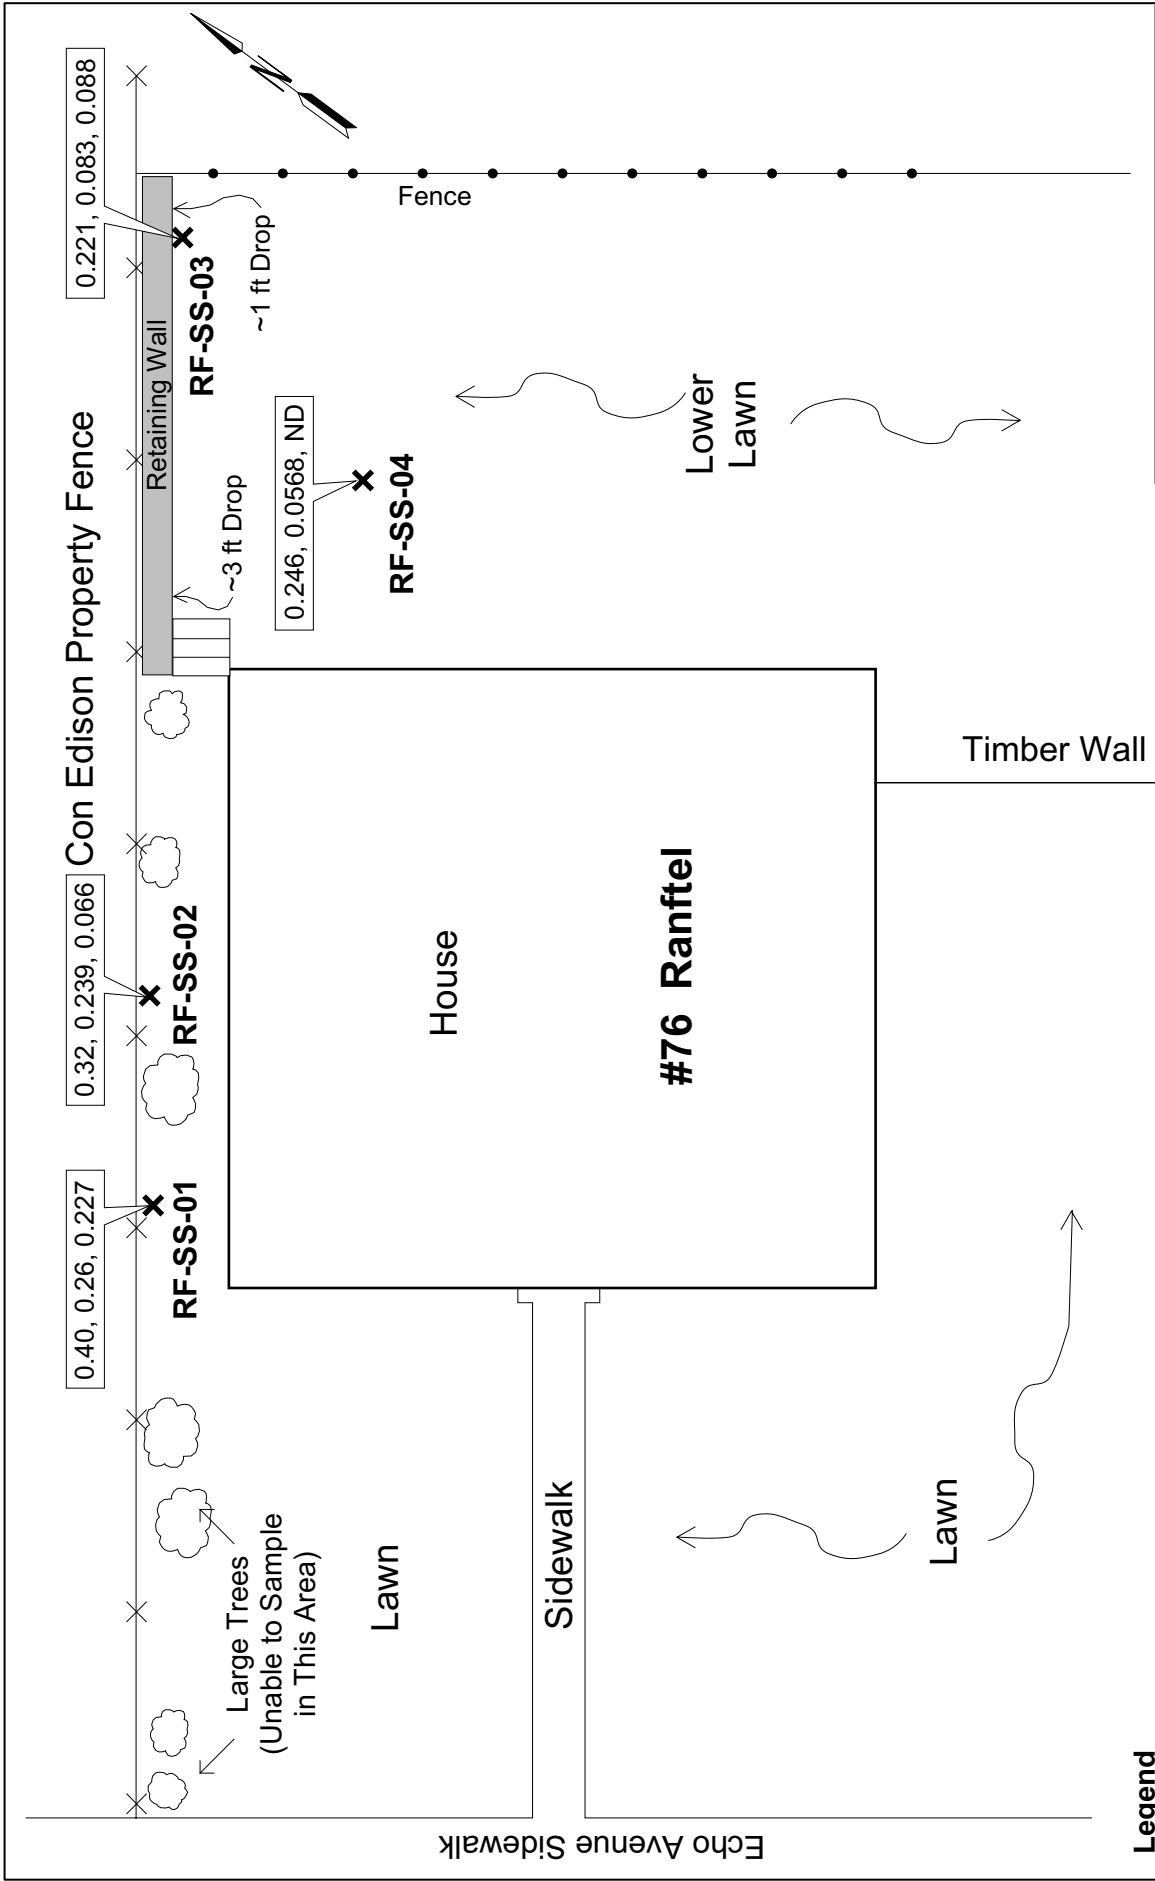 Con Edison Property Fence
0.40, 0.26, 0.227
0.32, 0.239, 0.066
0.221, 0.083, 0.088
RF-SS-01
RF-SS-02
RF-SS-03
Retaining Wall
N
~3 ft Drop
~1 ft Drop
Fence
0.246, 0.0568, ND
RF-SS-04
Large Trees
(Unable to Sample
in This Area)
Lawn
House
#76 Ranftel
Lower
Lawn
Sidewalk
Echo Avenue Sidewalk
Lawn
Timber Wall
Legend